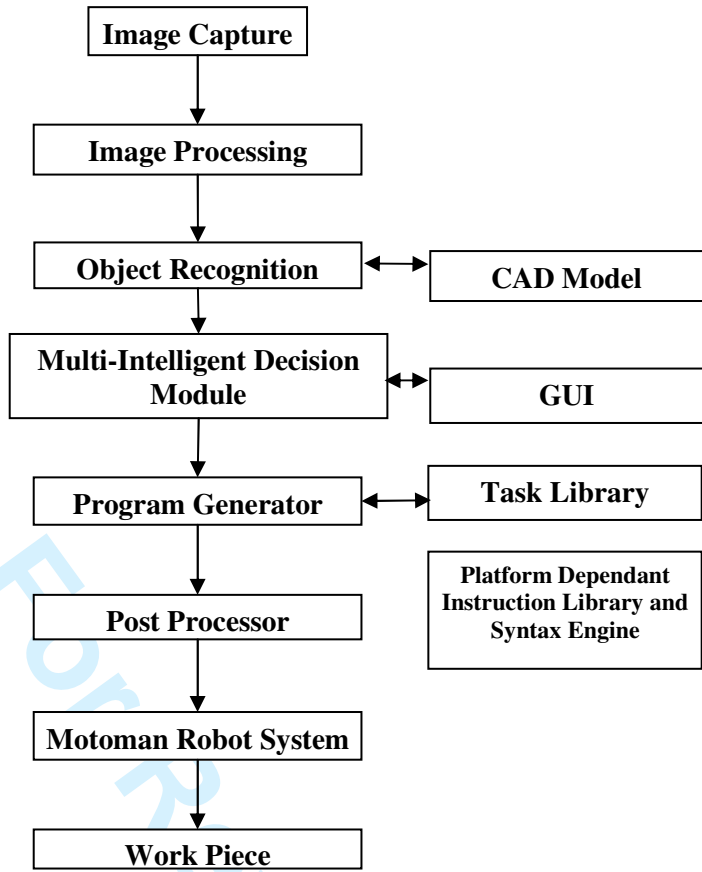 Image Capture
Image Processing
Object Recognition
CAD Model
Multi-Intelligent Decision
Module
GUI
Program Generator
Task Library
Platform Dependant
Instruction Library and
Syntax Engine
Post Processor
Motoman Robot System
Work Piece
For